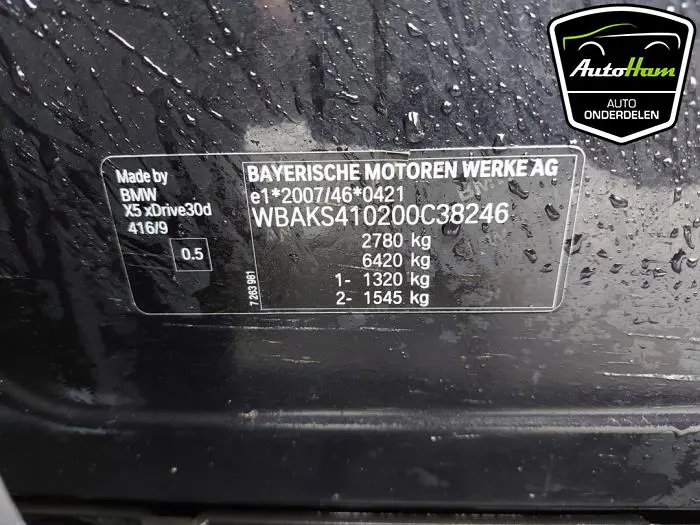 Made by
BMW
X5 xDrive30d
416/9
0.5
BAYERISCHE MOTOREN WERKE AG
e1*2007/46*0421
WBAKS410200C38246
2780 kg
6420 kg
1- 1320 kg
2- 1545 kg
7 263 981
AutoHam
AUTO
ONDERDELEN